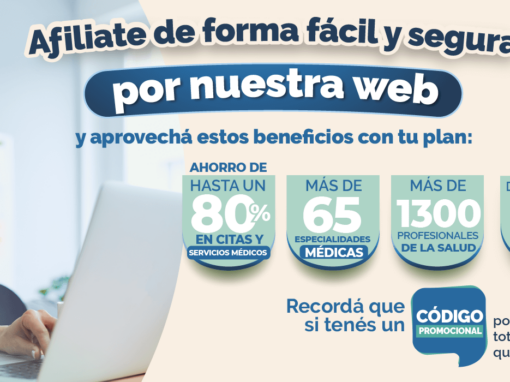 Afiliate de forma fácil y segura
por nuestra web
y aprovechá estos beneficios con tu plan:
AHORRO DE
HASTA UN
80%
EN CITAS Y
SERVICIOS MÉDICOS
MÁS DE
65
ESPECIALIDADES
MÉDICAS
MÁS DE
1300
PROFESIONALES
DE LA SALUD
Recordá que
si tenés un
CÓDIGO
PROMOCIONAL